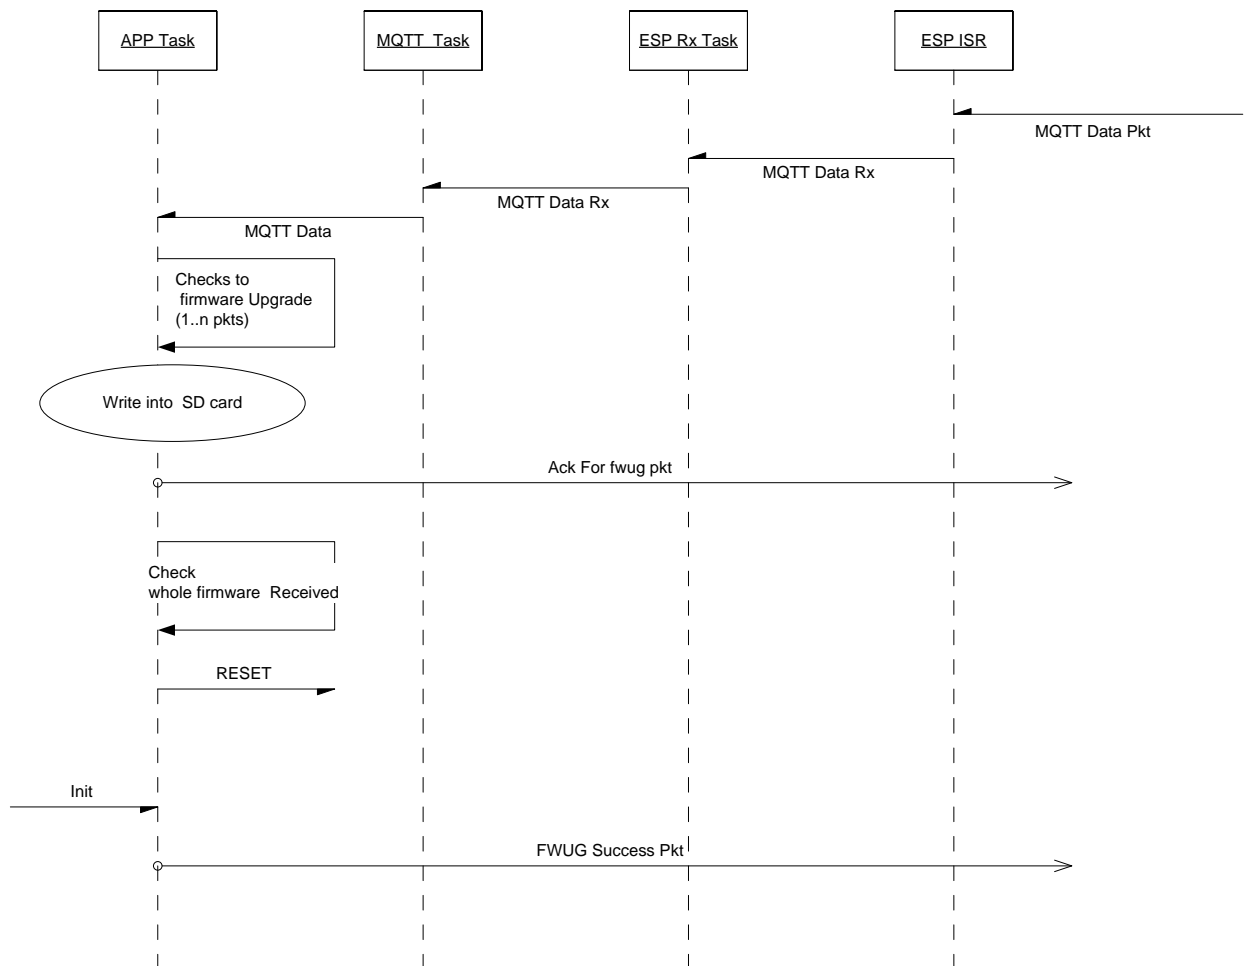 APP Task
MQTT  Task
ESP Rx Task
ESP ISR
MQTT Data Pkt
MQTT Data Rx
MQTT Data Rx
MQTT Data
Checks to
firmware Upgrade
(1..n pkts)
Write into  SD card
Ack For fwug pkt
Check
whole firmware  Received
RESET
Init
FWUG Success Pkt